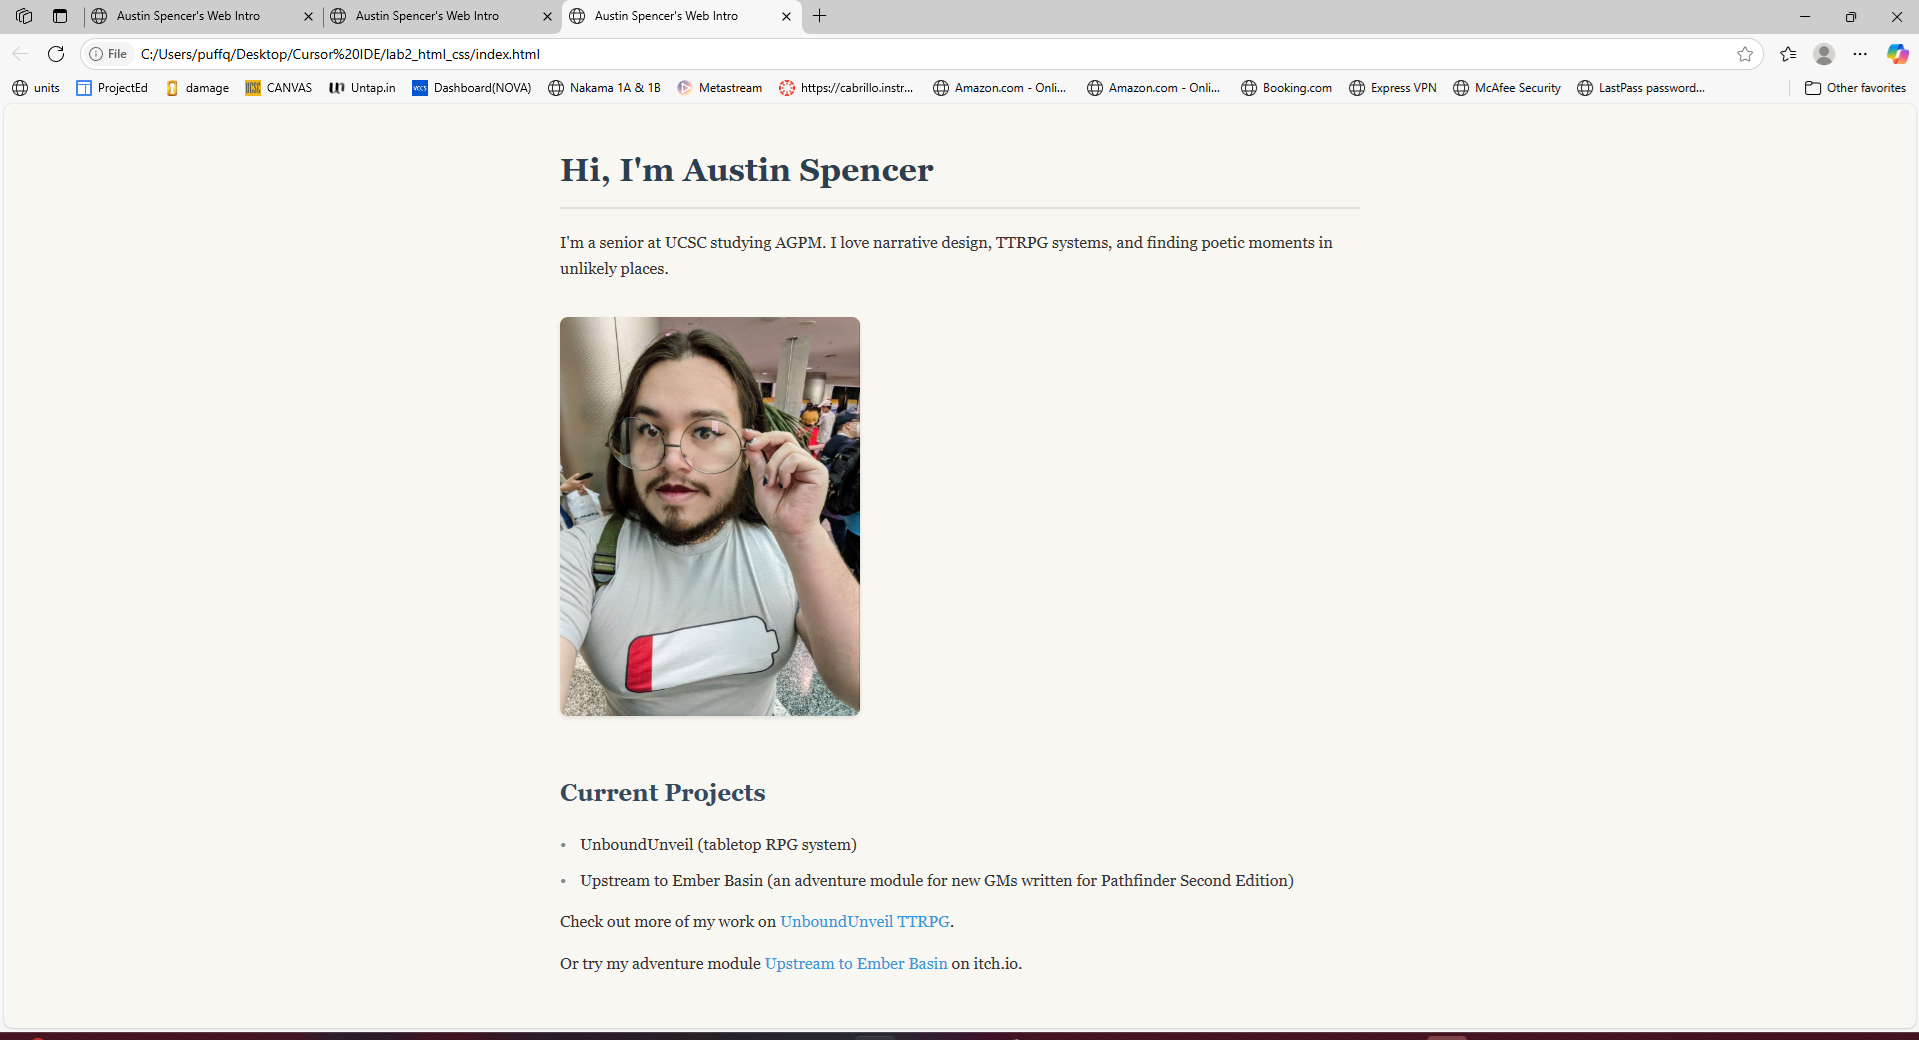 Austin Spencer's Web Intro
Austin Spencer's Web Intro
Austin Spencer's Web Intro
File
C:/Users/puffq/Desktop/Cursor%20IDE/lab2_html_css/index.html
units
ProjectEd
damage
UCSC
CANVAS
Untap.in
VCCS
Dashboard(NOVA)
Nakama 1A & 1B
Metastream
https://cabrillo.instr...
Amazon.com - Onli...
Amazon.com - Onli...
Booking.com
Express VPN
McAfee Security
LastPass password...
Other favorites
Hi, I'm Austin Spencer
I'm a senior at UCSC studying AGPM. I love narrative design, TTRPG systems, and finding poetic moments in
unlikely places.
Current Projects
• UnboundUnveil (tabletop RPG system)
• Upstream to Ember Basin (an adventure module for new GMs written for Pathfinder Second Edition)
Check out more of my work on UnboundUnveil TTRPG.
Or try my adventure module Upstream to Ember Basin on itch.io.